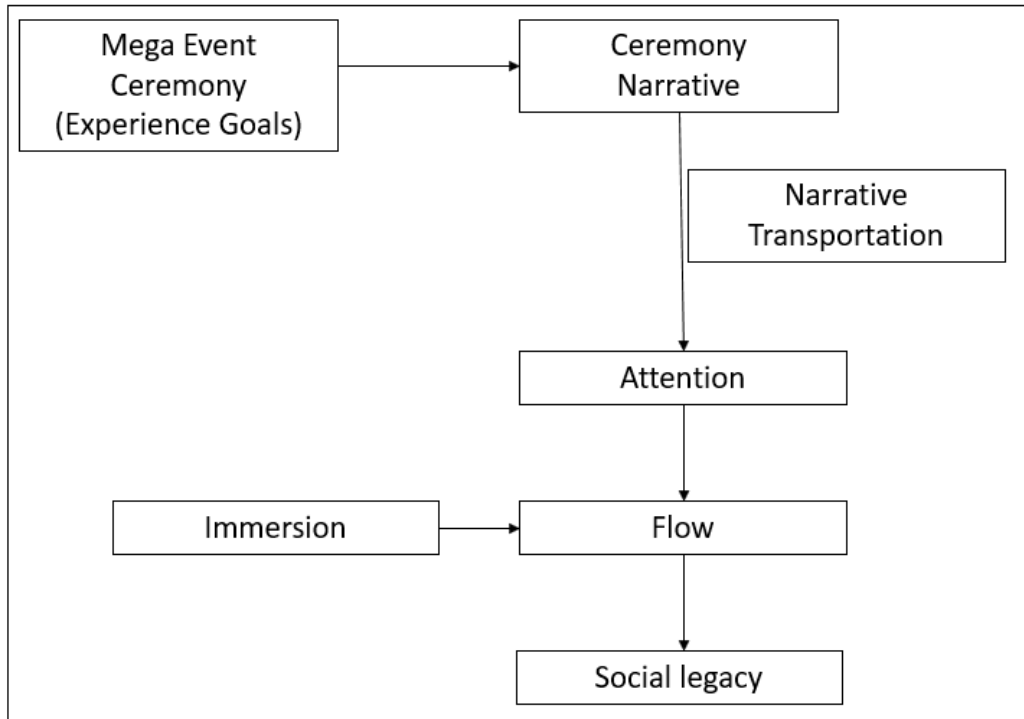 Mega Event
Ceremony
(Experience Goals)
Ceremony
Narrative
Narrative
Transportation
Attention
Immersion
Flow
Social legacy